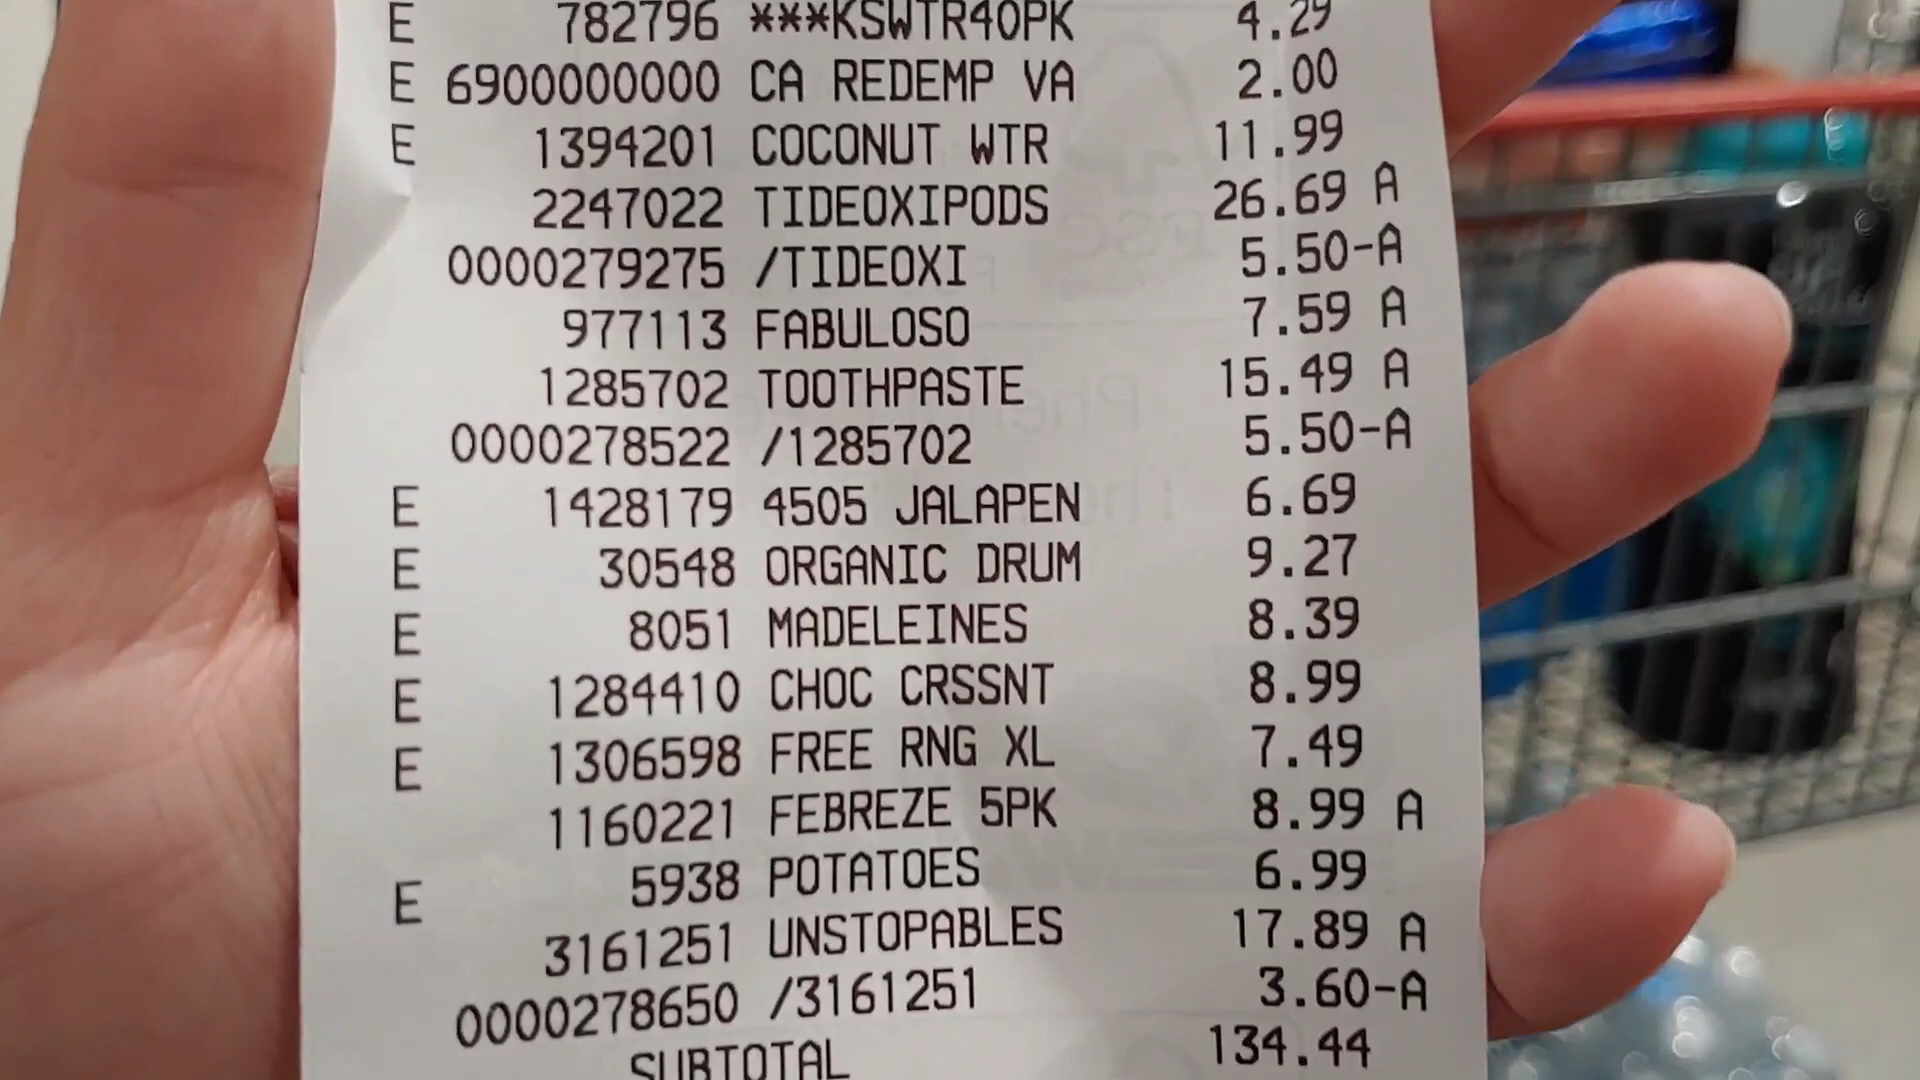 E 782796 ***KSWTR40PK 4.29
E 6900000000 CA REDEMP VA 2.00
E 1394201 COCONUT WTR 11.99
2247022 TIDEOXIPODS 26.69 A
0000279275 /TIDEOXI 5.50-A
977113 FABULOSO 7.59 A
1285702 TOOTHPASTE 15.49 A
0000278522 /1285702 5.50-A
E 1428179 4505 JALAPEN 6.69
E 30548 ORGANIC DRUM 9.27
E 8051 MADELEINES 8.39
E 1284410 CHOC CRSSNT 8.99
E 1306598 FREE RNG XL 7.49
1160221 FEBREZE 5PK 8.99 A
E 5938 POTATOES 6.99
3161251 UNSTOPABLES 17.89 A
0000278650 /3161251 3.60-A
SUBTOTAL 134.44